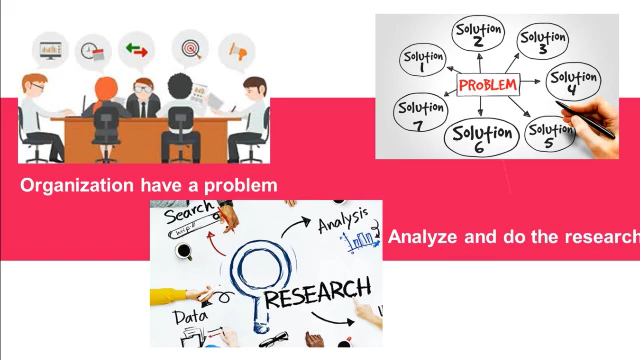 Solution
1
Solution
2
Solution
3
Solution
4
PROBLEM
Solution
7
Solution
6
Solution
5
Organization have a problem
Search
Analysis
Analyze and do the research
RESEARCH
Data